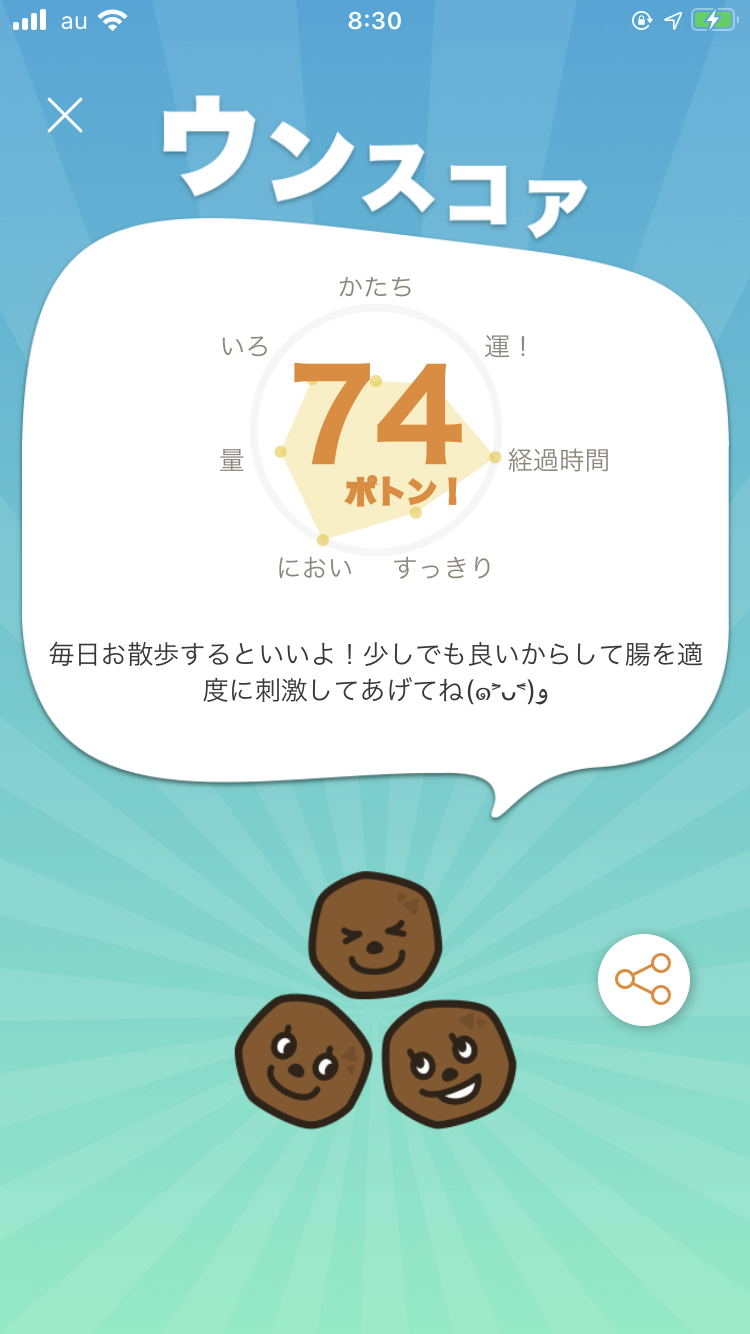 au
8:30
ウンスコア
かたち
いろ
運！
74
量
経過時間
ポトン！
におい
すっきり
毎日お散歩するといいよ！少しでも良いからして腸を適
度に刺激してあげてね(๑˃̵ᴗ˂̵)و